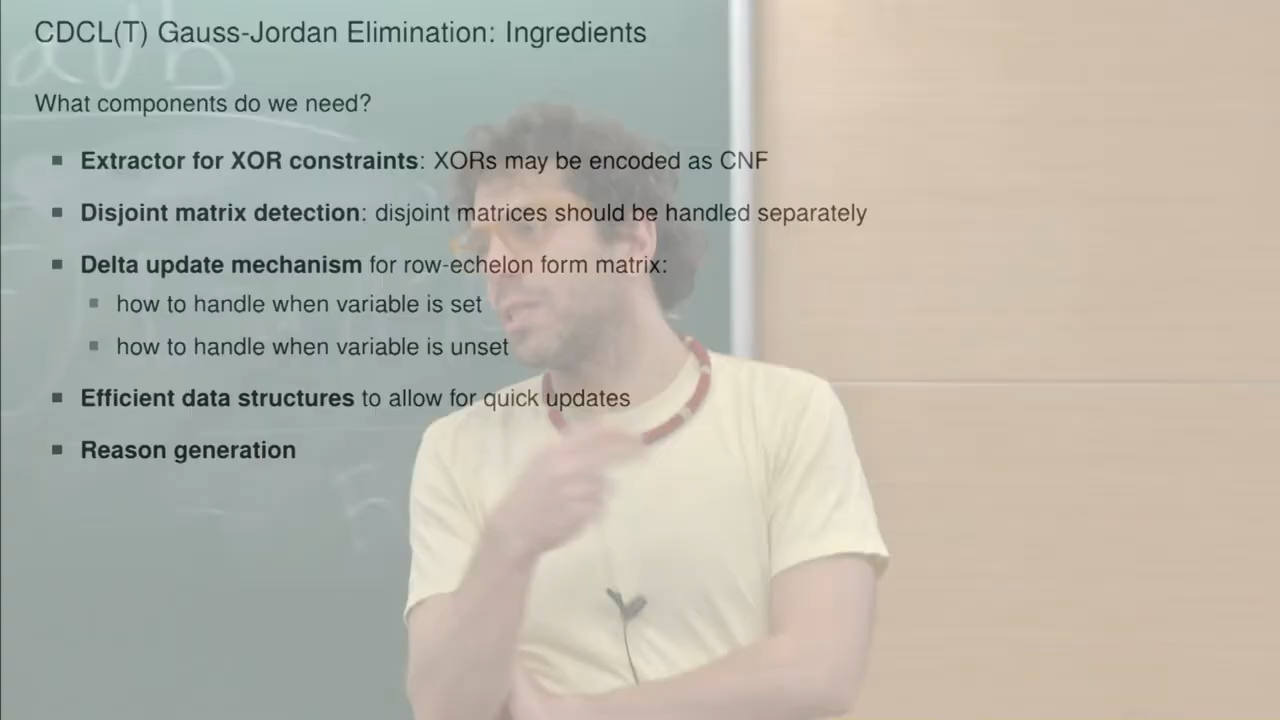 CDCL(T) Gauss-Jordan Elimination: Ingredients
What components do we need?
Extractor for XOR constraints: XORs may be encoded as CNF
Disjoint matrix detection: disjoint matrices should be handled separately
Delta update mechanism for row-echelon form matrix:
how to handle when variable is set
how to handle when variable is unset
Efficient data structures to allow for quick updates
Reason generation